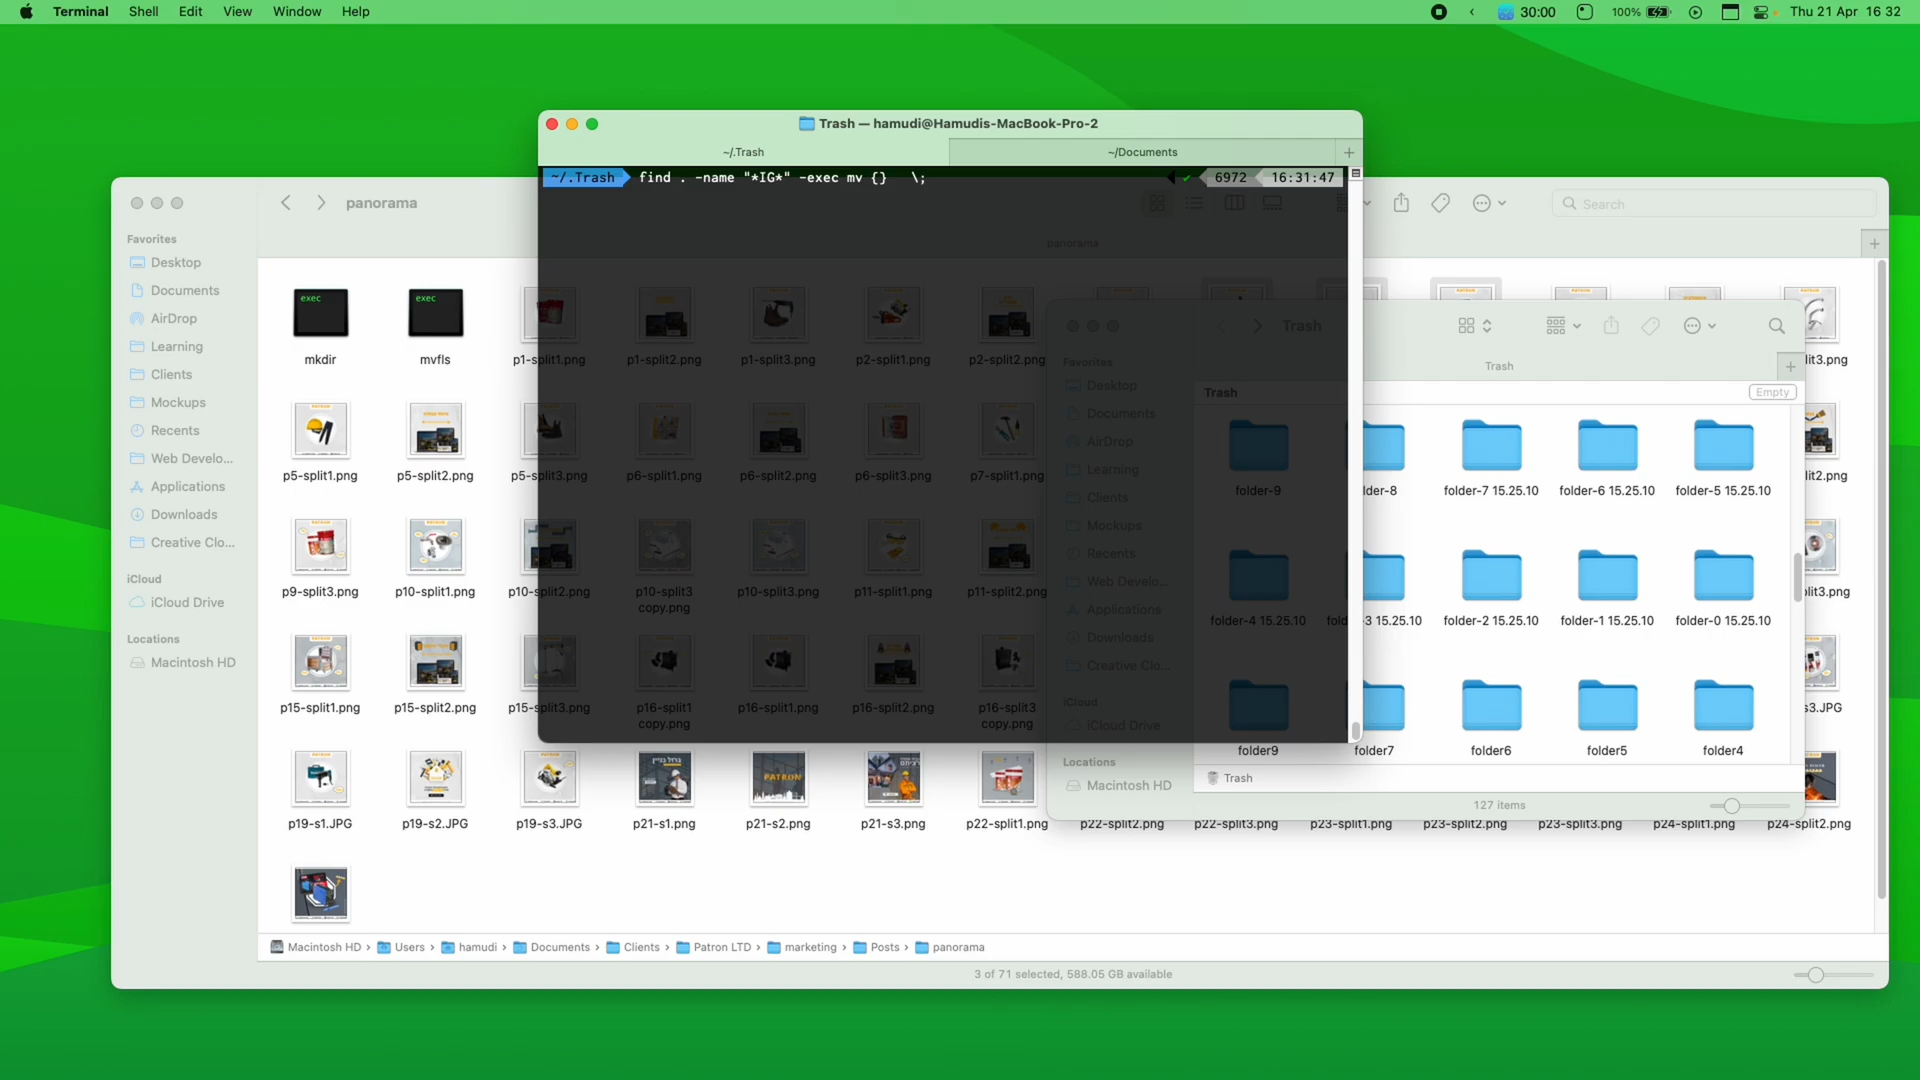 Terminal Shell Edit View Window Help
30:00 100% Thu 21 Apr 16 32
Trash — hamudi@Hamudis-MacBook-Pro-2
~/.Trash ~/Documents
~/.Trash find . -name "*IG*" -exec mv {} \; 6972 16:31:47
panorama
Search
panorama
Favorites
Desktop
Documents
AirDrop
Learning
Clients
Mockups
Recents
Web Develo...
Applications
Downloads
Creative Clo...
iCloud
iCloud Drive
Locations
Macintosh HD
exec exec
mkdir mvfls p1-split1.png p1-split2.png p1-split3.png p2-split1.png p2-split2.png lit3.png
p5-split1.png p5-split2.png p5-split3.png p6-split1.png p6-split2.png p6-split3.png p7-split1.png lit2.png
p9-split3.png p10-split1.png p10-split2.png p10-split3 copy.png p10-split3.png p11-split1.png p11-split2.png lit3.png
p15-split1.png p15-split2.png p15-split3.png p16-split1 copy.png p16-split1.png p16-split2.png p16-split3 copy.png s3.JPG
p19-s1.JPG p19-s2.JPG p19-s3.JPG p21-s1.png p21-s2.png p21-s3.png p22-split1.png p22-split2.png p22-split3.png p23-split1.png p23-split2.png p23-split3.png p24-split1.png p24-split2.png
Macintosh HD › Users › hamudi › Documents › Clients › Patron LTD › marketing › Posts › panorama
3 of 71 selected, 588.05 GB available
Trash
Trash
Trash Empty
Favorites
Desktop
Documents
AirDrop
Learning
Clients
Mockups
Recents
Web Develo...
Applications
Downloads
Creative Clo...
iCloud
iCloud Drive
Locations
Macintosh HD
folder-9 lder-8 folder-7 15.25.10 folder-6 15.25.10 folder-5 15.25.10
folder-4 15.25.10 fold -3 15.25.10 folder-2 15.25.10 folder-1 15.25.10 folder-0 15.25.10
folder9 folder7 folder6 folder5 folder4
Trash
127 items